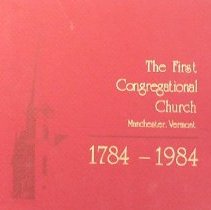 The First
Congregational
Church
Manchester, Vermont
1784 – 1984